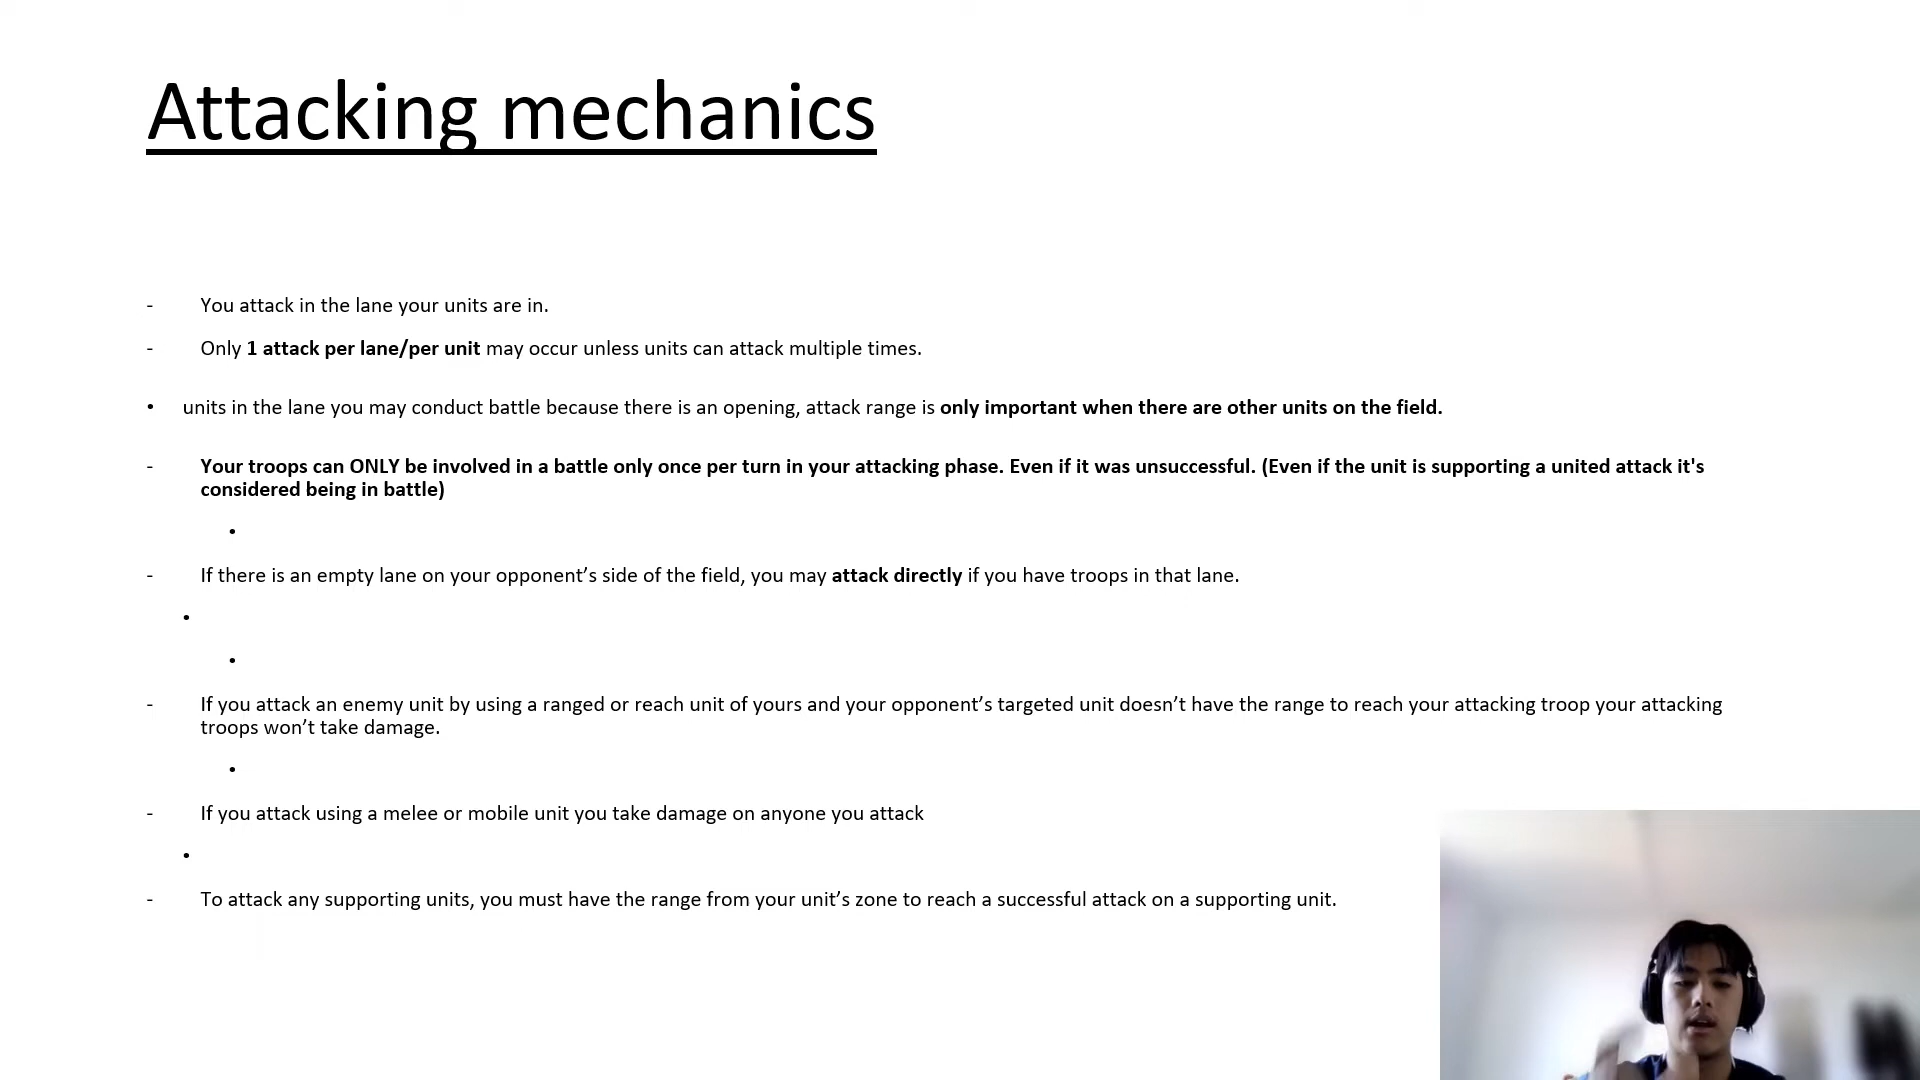 Attacking mechanics
- You attack in the lane your units are in.
- Only 1 attack per lane/per unit may occur unless units can attack multiple times.
• units in the lane you may conduct battle because there is an opening, attack range is only important when there are other units on the field.
- Your troops can ONLY be involved in a battle only once per turn in your attacking phase. Even if it was unsuccessful. (Even if the unit is supporting a united attack it's
considered being in battle)
•
- If there is an empty lane on your opponent’s side of the field, you may attack directly if you have troops in that lane.
•
•
- If you attack an enemy unit by using a ranged or reach unit of yours and your opponent’s targeted unit doesn’t have the range to reach your attacking troop your attacking
troops won’t take damage.
•
- If you attack using a melee or mobile unit you take damage on anyone you attack
•
- To attack any supporting units, you must have the range from your unit’s zone to reach a successful attack on a supporting unit.